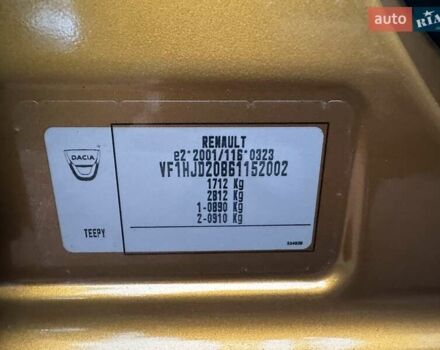 auto RIA
RENAULT
e2*2001/116*0323
VF1HJD20861152002
1712 Kg
2812 Kg
1-0890 Kg
2-0910 Kg
DACIA
TEEPY